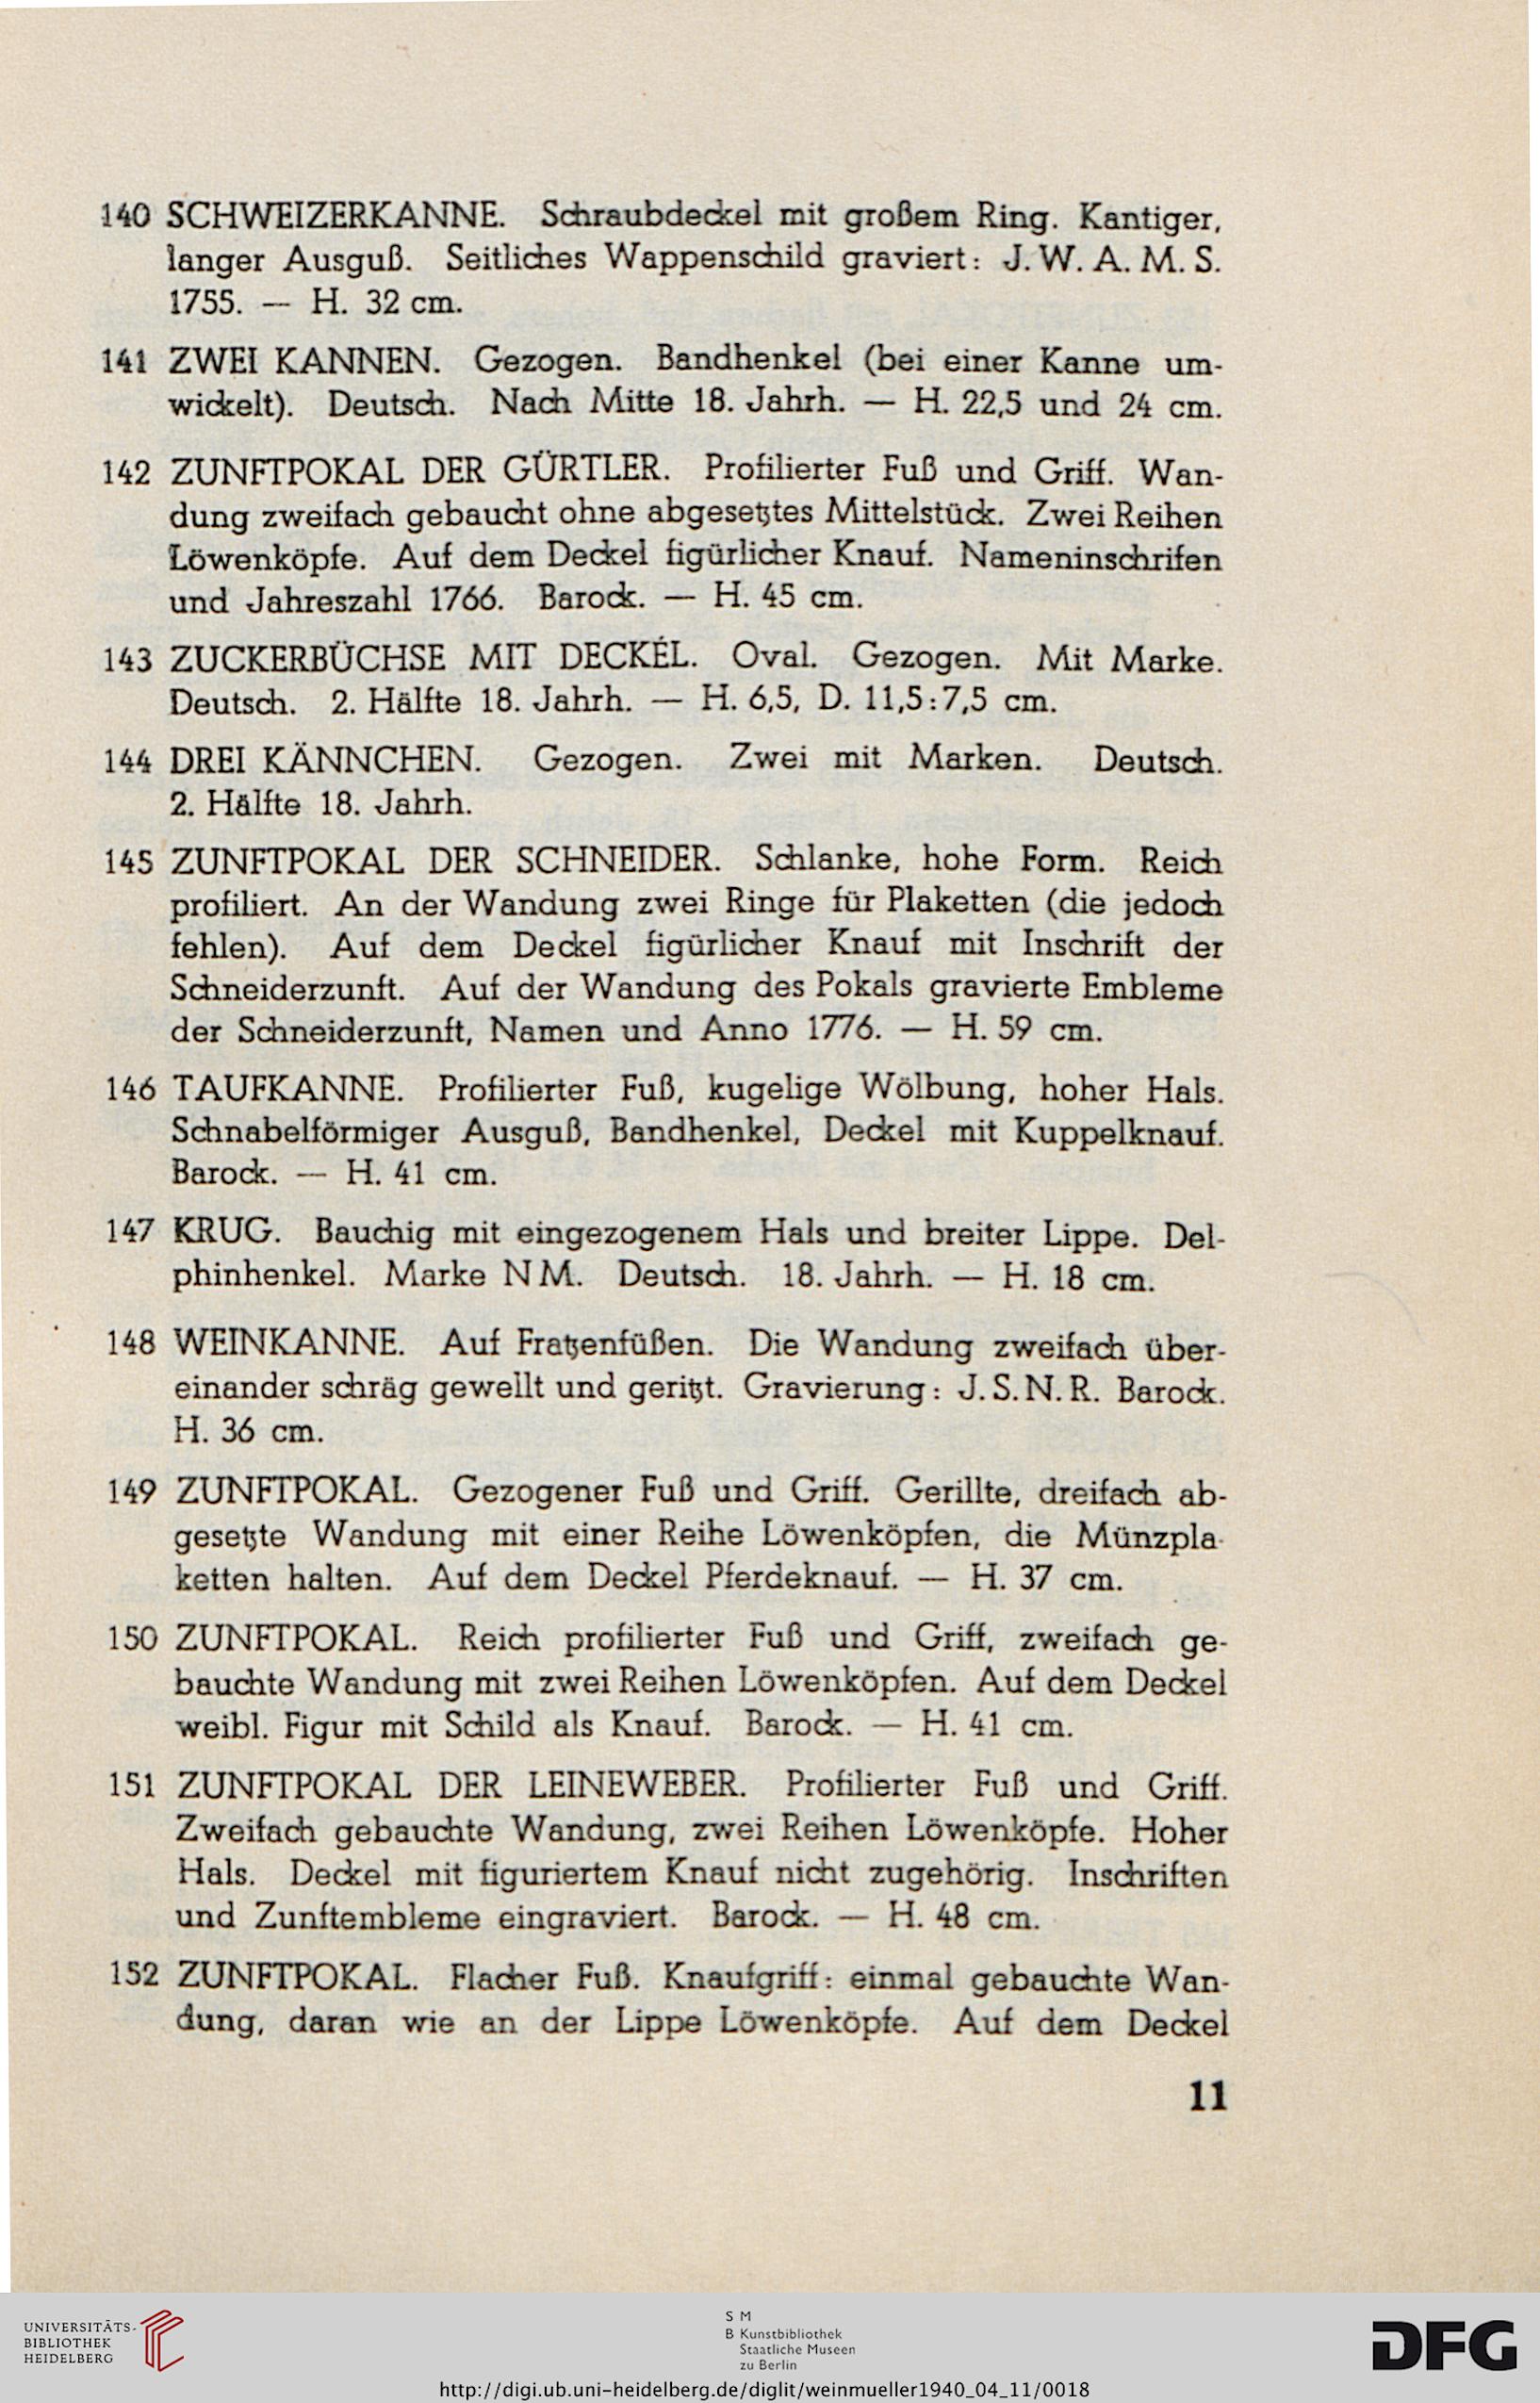 140 SCHWEIZERKANNE. Schraubdeckel mit großem Ring. Kantiger,
langer Ausguß. Seitliches Wappenschild graviert: J. W. A. M. S.
1755. — H. 32 cm.
141 ZWEI KANNEN. Gezogen. Bandhenkel (bei einer Kanne um-
wickelt). Deutsch. Nach Mitte 18. Jahrh. — H. 22,5 und 24 cm.
142 ZUNFTPOKAL DER GÜRTLER. Profilierter Fuß und Griff. Wan-
dung zweifach gebaucht ohne abgesetztes Mittelstück. Zwei Reihen
Löwenköpfe. Auf dem Deckel figürlicher Knauf. Nameninschrifen
und Jahreszahl 1766. Barock. — H. 45 cm.
143 ZUCKERBÜCHSE MIT DECKEL. Oval. Gezogen. Mit Marke.
Deutsch. 2. Hälfte 18. Jahrh. — H. 6,5, D. 11,5:7,5 cm.
144 DREI KÄNNCHEN. Gezogen. Zwei mit Marken. Deutsch.
2. Hälfte 18. Jahrh.
145 ZUNFTPOKAL DER SCHNEIDER. Schlanke, hohe Form. Reich
profiliert. An der Wandung zwei Ringe für Plaketten (die jedoch
fehlen). Auf dem Deckel figürlicher Knauf mit Inschrift der
Schneiderzunft. Auf der Wandung des Pokals gravierte Embleme
der Schneiderzunft, Namen und Anno 1776. — H. 59 cm.
146 TAUFKANNE. Profilierter Fuß, kugelige Wölbung, hoher Hals.
Schnabelförmiger Ausguß, Bandhenkel, Deckel mit Kuppelknauf.
Barock. — H. 41 cm.
147 KRUG. Bauchig mit eingezogenem Hals und breiter Lippe. Del-
phinhenkel. Marke NM. Deutsch. 18. Jahrh. — H. 18 cm.
148 WEINKANNE. Auf Fratzenfüßen. Die Wandung zweifach über-
einander schräg gewellt und geritzt. Gravierung: J. S. N. R. Barock.
H. 36 cm.
149 ZUNFTPOKAL. Gezogener Fuß und Griff. Gerillte, dreifach ab-
gesetzte Wandung mit einer Reihe Löwenköpfen, die Münzpla-
ketten halten. Auf dem Deckel Pferdeknauf. — H. 37 cm.
150 ZUNFTPOKAL. Reich profilierter Fuß und Griff, zweifach ge-
bauchte Wandung mit zwei Reihen Löwenköpfen. Auf dem Deckel
weibl. Figur mit Schild als Knauf. Barock. — H. 41 cm.
151 ZUNFTPOKAL DER LEINEWEBER. Profilierter Fuß und Griff.
Zweifach gebauchte Wandung, zwei Reihen Löwenköpfe. Hoher
Hals. Deckel mit figuriertem Knauf nicht zugehörig. Inschriften
und Zunftembleme eingraviert. Barock. — H. 48 cm.
152 ZUNFTPOKAL. Flacher Fuß. Knaufgriff: einmal gebauchte Wan-
dung, daran wie an der Lippe Löwenköpfe. Auf dem Deckel
11
UNIVERSITÄTS-
BIBLIOTHEK
HEIDELBERG
S M
B Kunstbibliothek
Staatliche Museen
zu Berlin
DFG
http://digi.ub.uni-heidelberg.de/diglit/weinmueller1940_04_11/0018